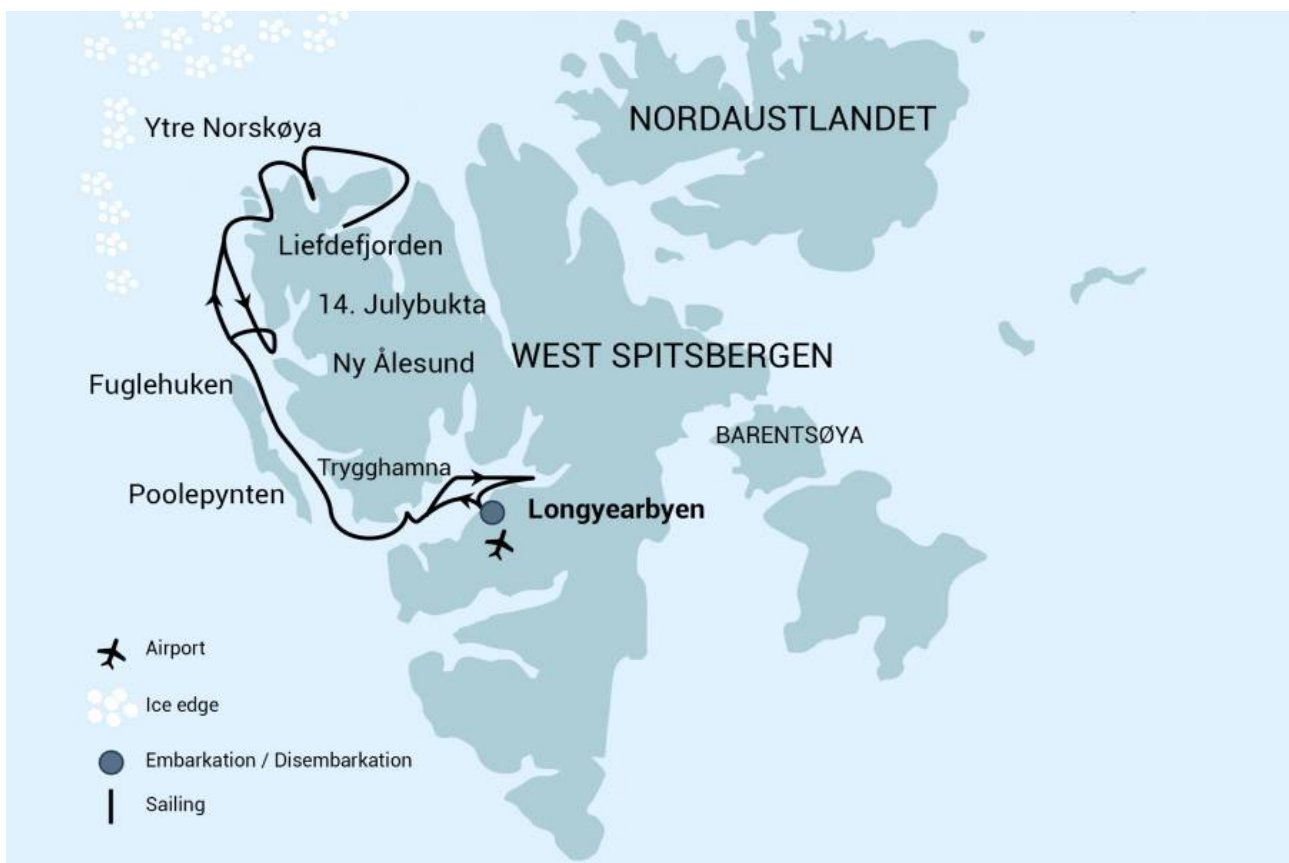 NORDAUSTLANDET
Ytre Norskøya
Liefdefjorden
14. Julybukta
WEST SPITSBERGEN
Ny Ålesund
Fuglehuken
BARENTSØYA
Trygghamna
Poolepynten
Longyearbyen
Airport
Ice edge
Embarkation / Disembarkation
Sailing